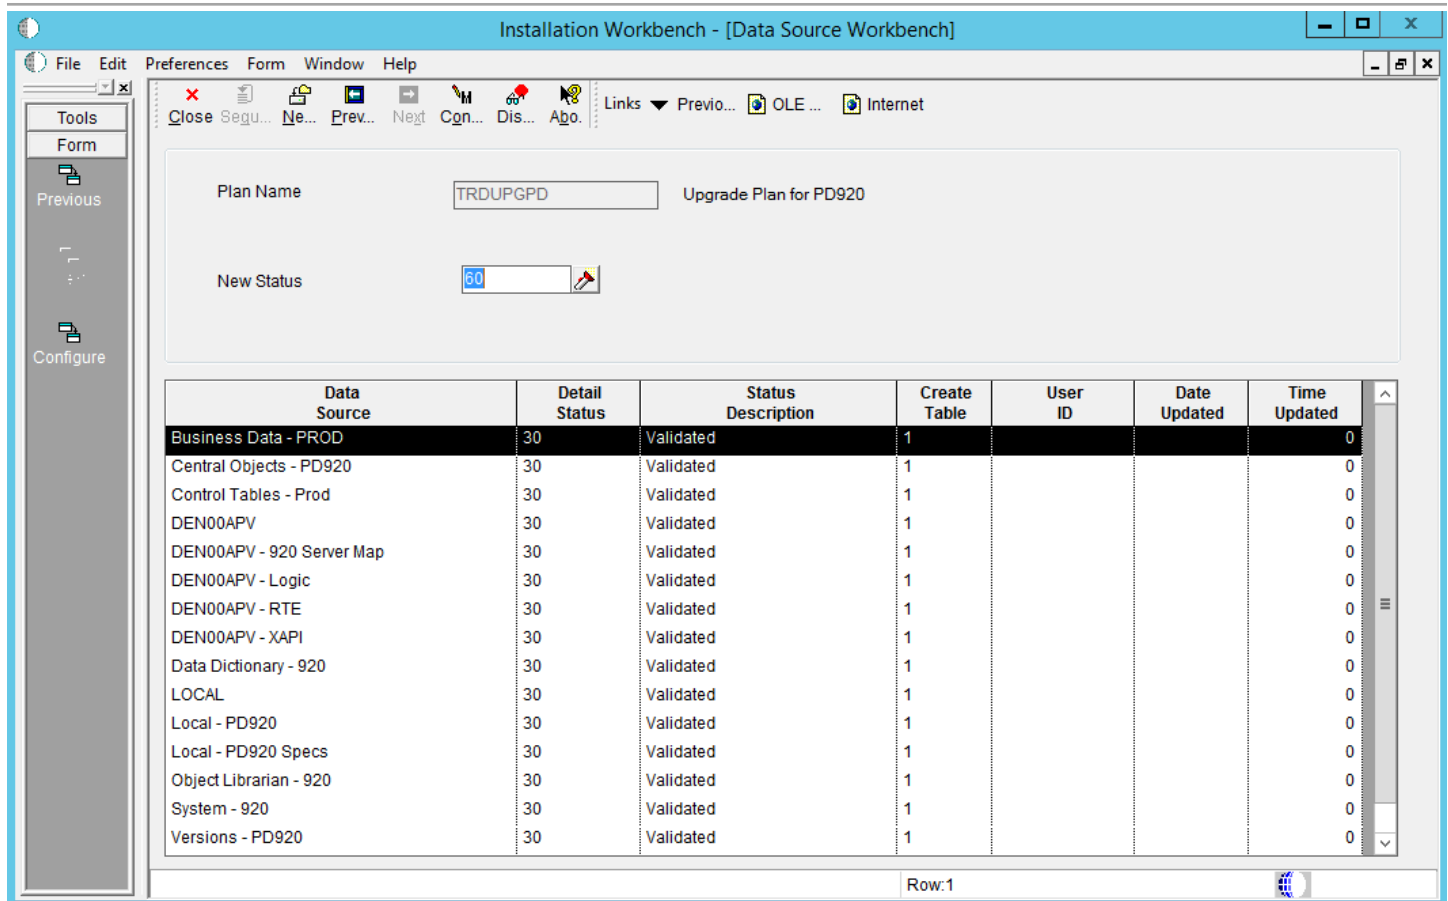 Installation Workbench - [Data Source Workbench]
File Edit Preferences Form Window Help
Close Sequ... Ne... Prev... Next Con... Dis... Abo. Links Previo... OLE ... Internet
Tools
Form
Previous
Configure
Plan Name TRDUPGPD Upgrade Plan for PD920
New Status 60
Data Source Detail Status Status Description Create Table User ID Date Updated Time Updated
Business Data - PROD 30 Validated 1 0
Central Objects - PD920 30 Validated 1 0
Control Tables - Prod 30 Validated 1 0
DEN00APV 30 Validated 1 0
DEN00APV - 920 Server Map 30 Validated 1 0
DEN00APV - Logic 30 Validated 1 0
DEN00APV - RTE 30 Validated 1 0
DEN00APV - XAPI 30 Validated 1 0
Data Dictionary - 920 30 Validated 1 0
LOCAL 30 Validated 1 0
Local - PD920 30 Validated 1 0
Local - PD920 Specs 30 Validated 1 0
Object Librarian - 920 30 Validated 1 0
System - 920 30 Validated 1 0
Versions - PD920 30 Validated 1 0
Row:1